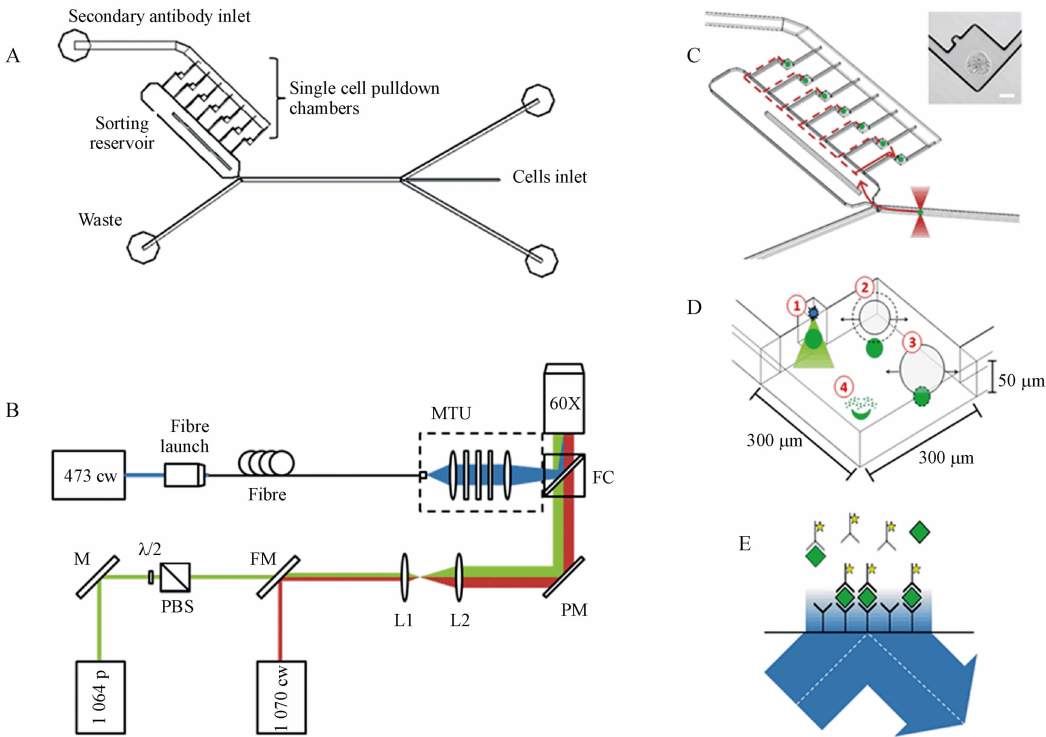 A
Secondary antibody inlet
Single cell pulldown
chambers
Sorting
reservoir
Cells inlet
Waste
B
473 cw
Fibre
launch
Fibre
MTU
60X
FC
M
λ/2
PBS
FM
L1
L2
PM
1 064 p
1 070 cw
C
D
1
2
3
4
50 μm
300 μm
300 μm
E